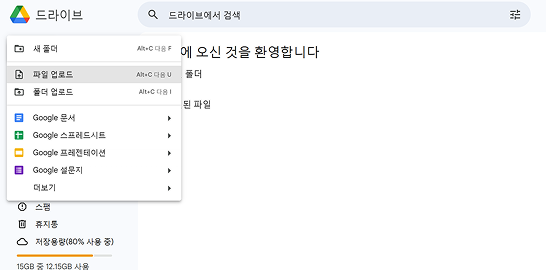 드라이브
드라이브에서 검색
새 폴더 Alt+C 다음 F
에 오신 것을 환영합니다
파일 업로드 Alt+C 다음 U
폴더
폴더 업로드 Alt+C 다음 I
된 파일
Google 문서
Google 스프레드시트
Google 프레젠테이션
Google 설문지
더보기
스팸
휴지통
저장용량(80% 사용 중)
15GB 중 12.15GB 사용